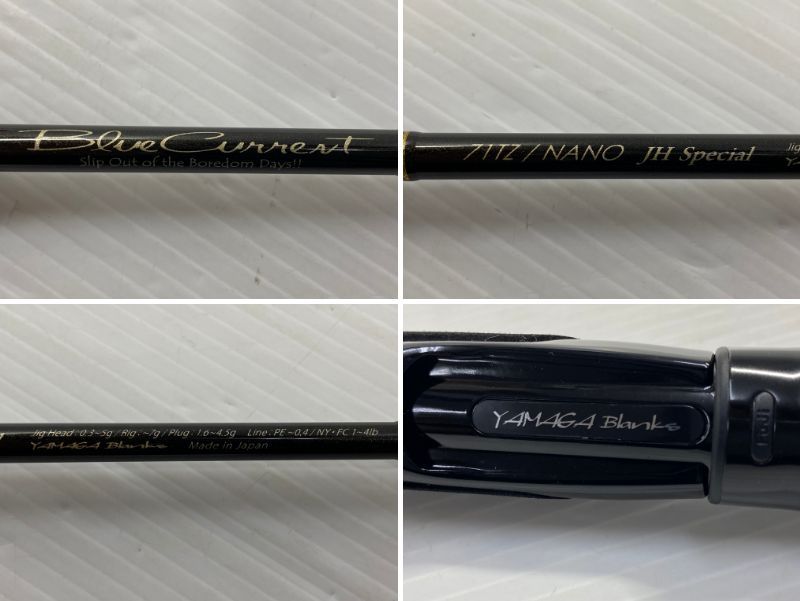 Blue Current
Slip Out of the Boredom Days!!
71TZ / NANO JH Special
Jig
Jig Head : 0.3~5g / Rig : ~7g / Plug : 1.6~4.5g Line : PE ~0.4 / NY・FC 1~4lb
YAMAGA Blanks Made in Japan
YAMAGA Blanks
Fuji